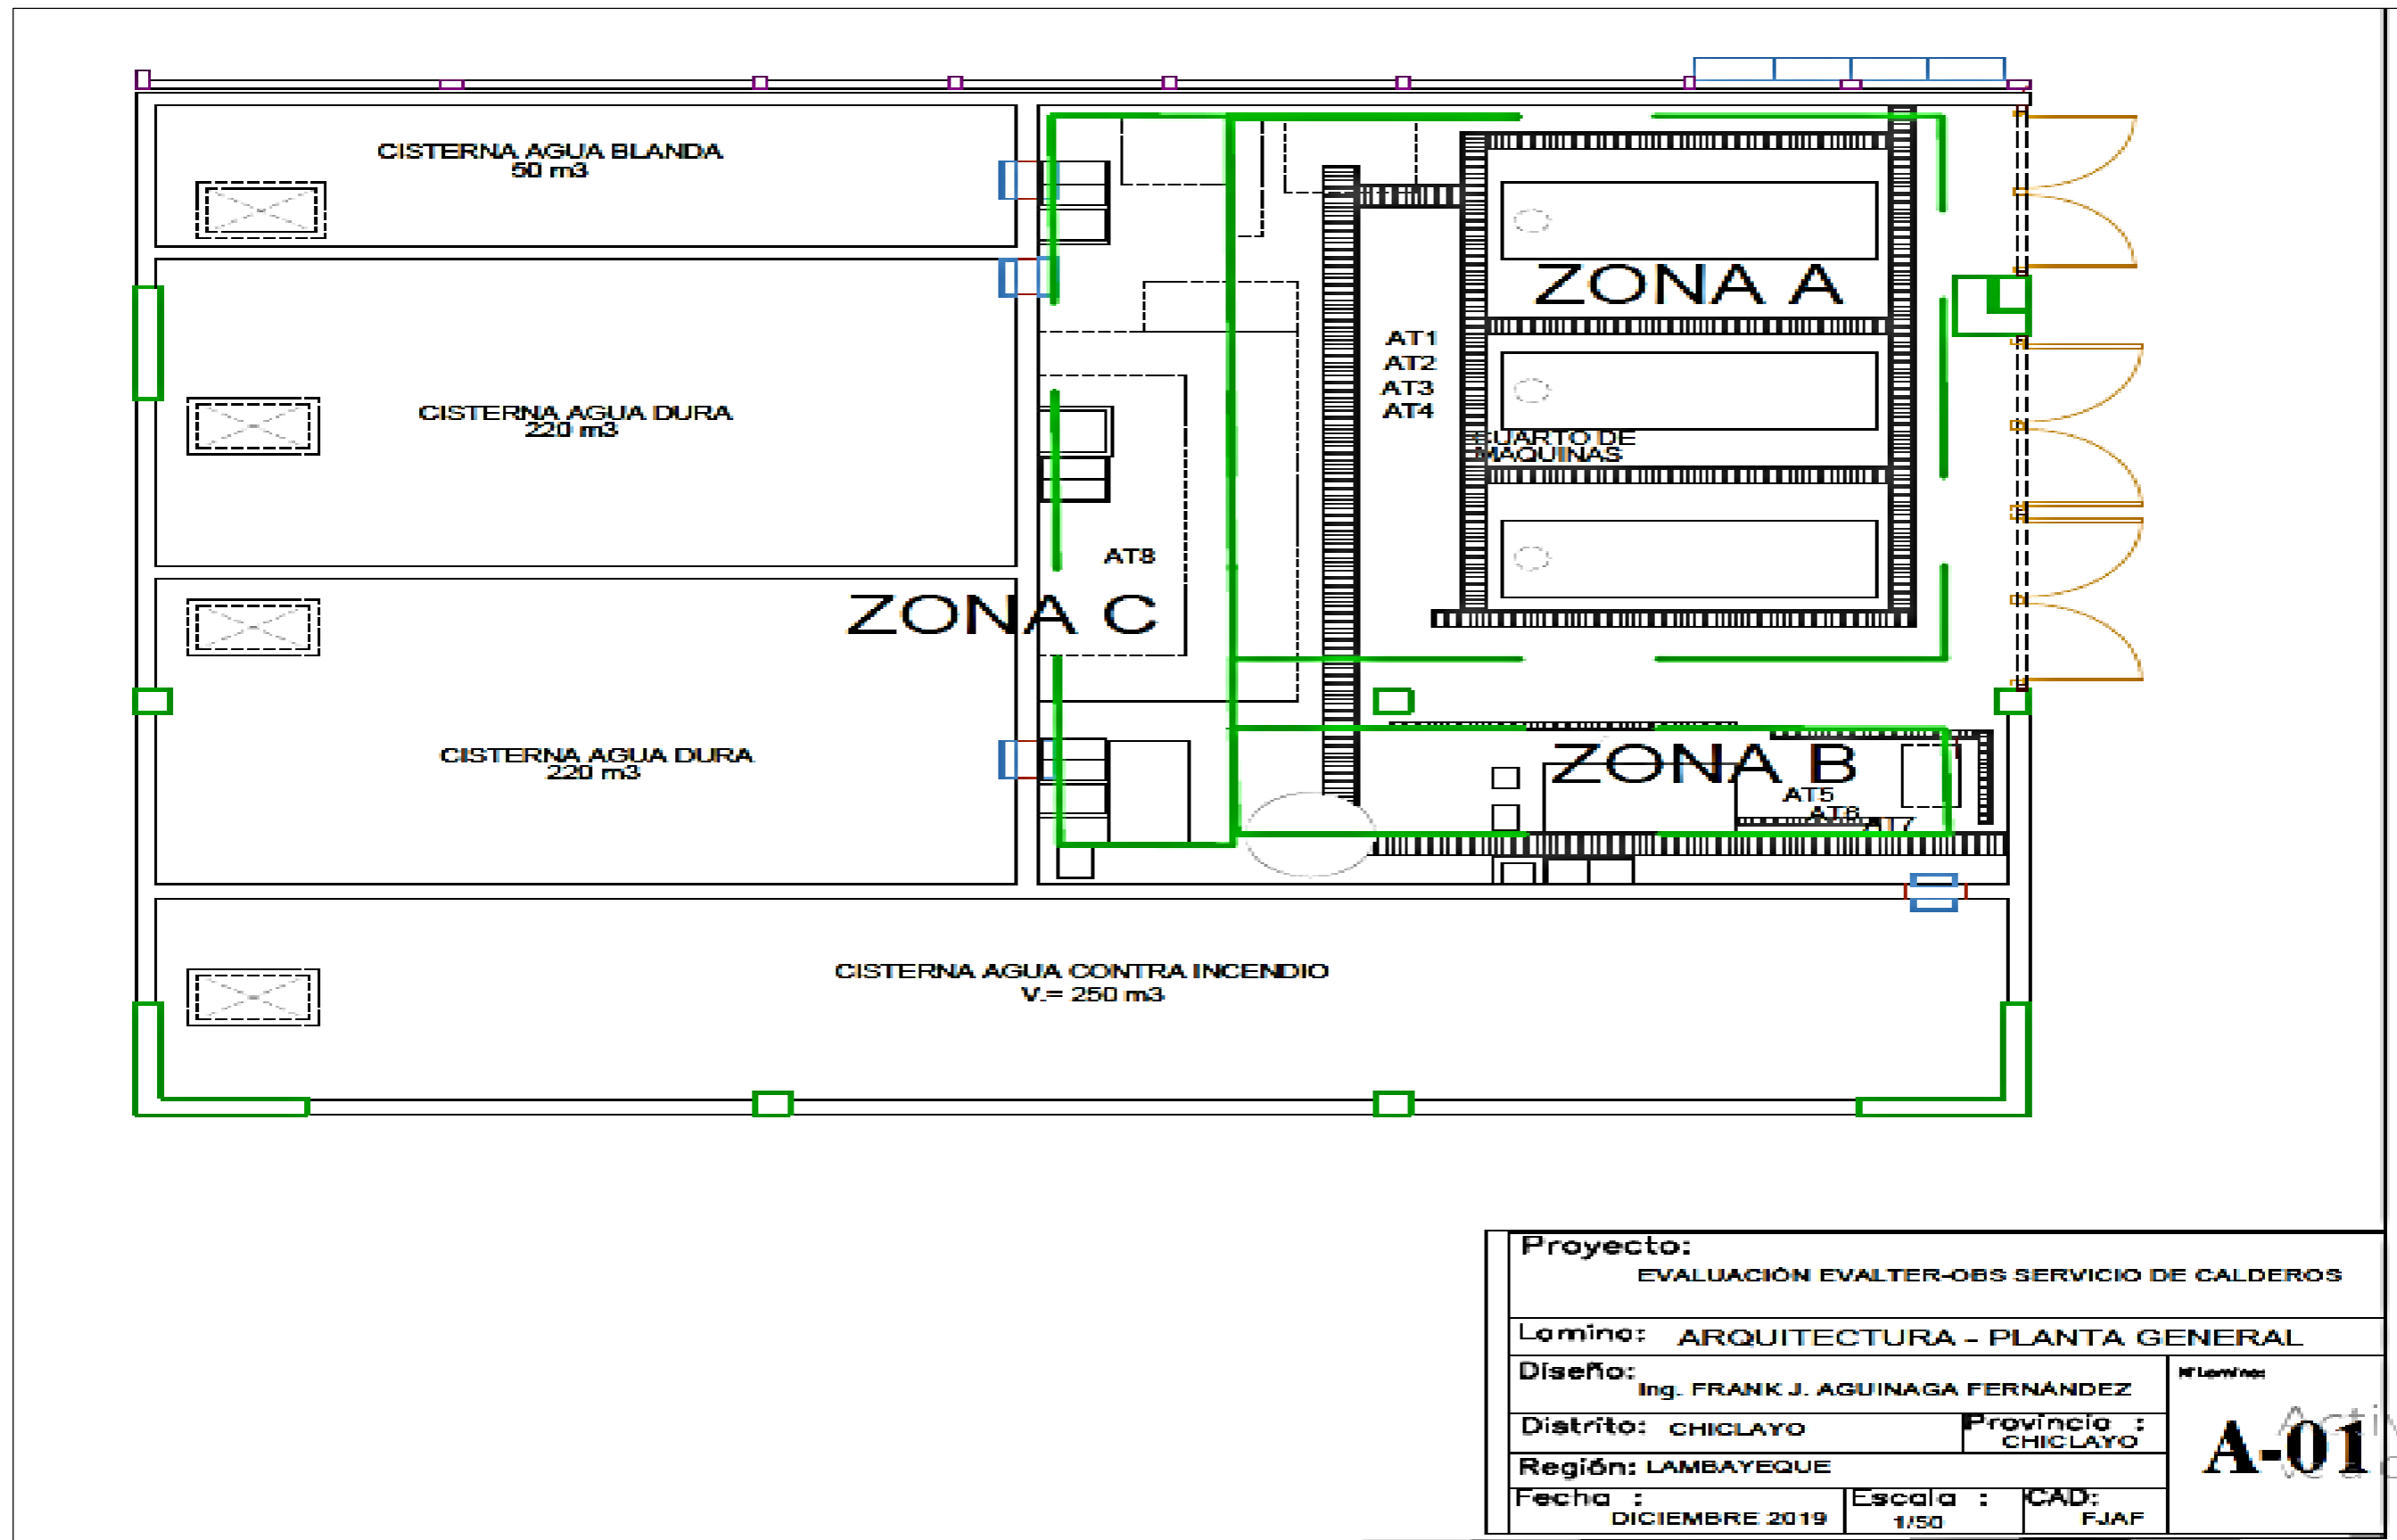 CISTERNA AGUA BLANDA
50 m3
CISTERNA AGUA DURA
220 m3
CISTERNA AGUA DURA
220 m3
CISTERNA AGUA CONTRA INCENDIO
V.= 250 m3
ZONA A
AT1
AT2
AT3
AT4
CUARTO DE
MAQUINAS
AT8
ZONA C
ZONA B
AT5
AT6
AT7
Proyecto:
EVALUACIÓN EVALTER-OBS SERVICIO DE CALDEROS
Lamina: ARQUITECTURA - PLANTA GENERAL
Diseño:
Ing. FRANK J. AGUINAGA FERNÁNDEZ
Distrito: CHICLAYO
Provincia :
CHICLAYO
Región: LAMBAYEQUE
Fecha :
DICIEMBRE 2019
Escala :
1/50
CAD:
FJAF
N° Lamina:
A-01